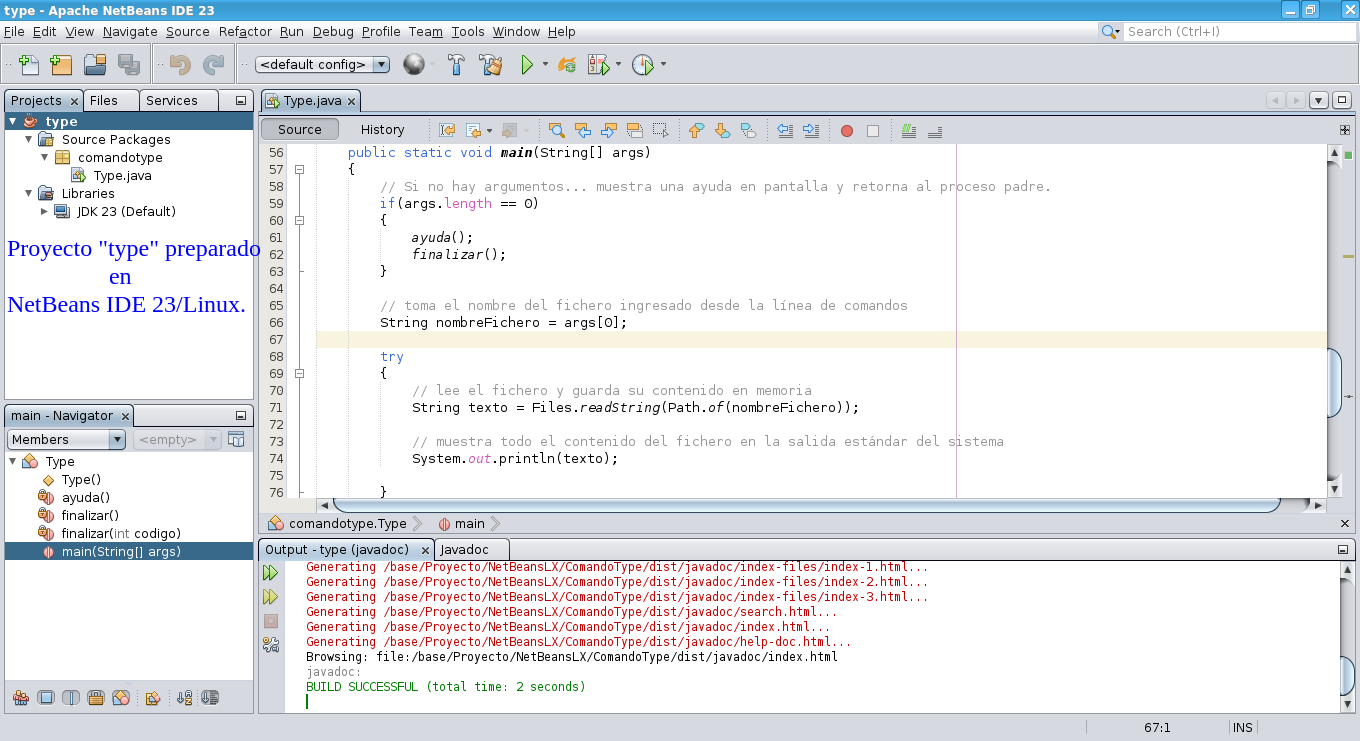 type - Apache NetBeans IDE 23
File Edit View Navigate Source Refactor Run Debug Profile Team Tools Window Help
Search (Ctrl+I)
<default config>
Projects Files Services
type
Source Packages
comandotype
Type.java
Libraries
JDK 23 (Default)
Proyecto "type" preparado
en
NetBeans IDE 23/Linux.
main - Navigator
Members <empty>
Type
Type()
ayuda()
finalizar()
finalizar(int codigo)
main(String[] args)
Type.java
Source History
56 public static void main(String[] args)
57 {
58 // Si no hay argumentos... muestra una ayuda en pantalla y retorna al proceso padre.
59 if(args.length == 0)
60 {
61 ayuda();
62 finalizar();
63 }
64
65 // toma el nombre del fichero ingresado desde la línea de comandos
66 String nombreFichero = args[0];
67
68 try
69 {
70 // lee el fichero y guarda su contenido en memoria
71 String texto = Files.readString(Path.of(nombreFichero));
72
73 // muestra todo el contenido del fichero en la salida estándar del sistema
74 System.out.println(texto);
75
76 }
comandotype.Type main
Output - type (javadoc) Javadoc
Generating /base/Proyecto/NetBeansLX/ComandoType/dist/javadoc/index-files/index-1.html...
Generating /base/Proyecto/NetBeansLX/ComandoType/dist/javadoc/index-files/index-2.html...
Generating /base/Proyecto/NetBeansLX/ComandoType/dist/javadoc/index-files/index-3.html...
Generating /base/Proyecto/NetBeansLX/ComandoType/dist/javadoc/search.html...
Generating /base/Proyecto/NetBeansLX/ComandoType/dist/javadoc/index.html...
Generating /base/Proyecto/NetBeansLX/ComandoType/dist/javadoc/help-doc.html...
Browsing: file:/base/Proyecto/NetBeansLX/ComandoType/dist/javadoc/index.html
javadoc:
BUILD SUCCESSFUL (total time: 2 seconds)
67:1 INS